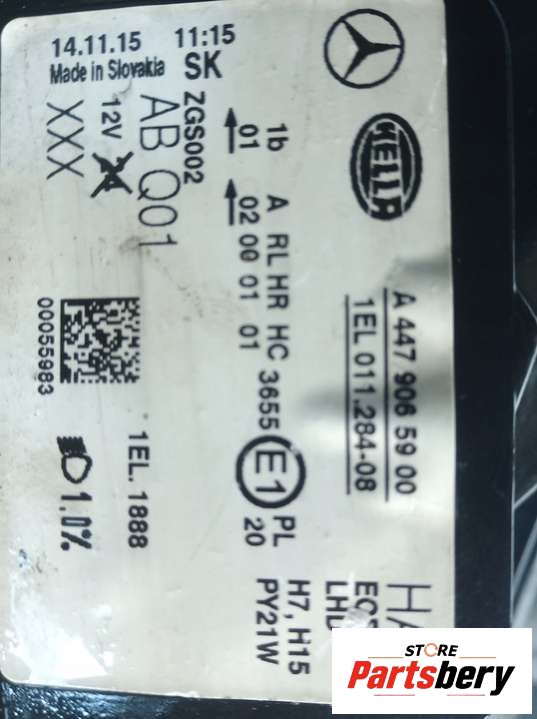 14.11.15 11:15
Made in Slovakia SK
HELLA
A 447 906 59 00
1EL 011.284-08
1b A RL HR HC 3655 E1 PL H7, H15
01 02 00 01 01 20 PY21W
ZGS002
AB Q01
12V
XXX
1EL. 1888
00055983
1.0%
STORE
Partsbery